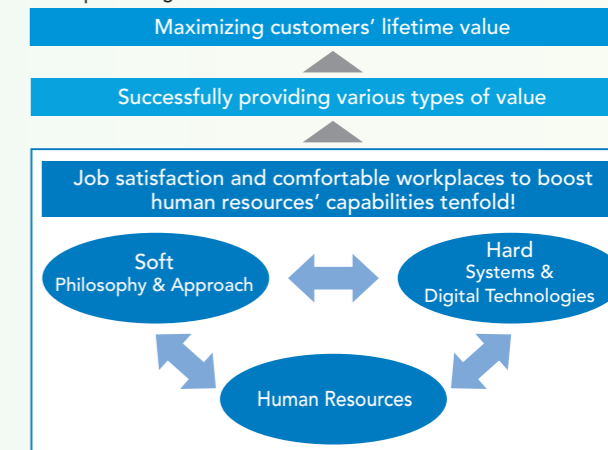 Maximizing customers’ lifetime value
Successfully providing various types of value
Job satisfaction and comfortable workplaces to boost
human resources’ capabilities tenfold!
Soft
Philosophy & Approach
Hard
Systems &
Digital Technologies
Human Resources